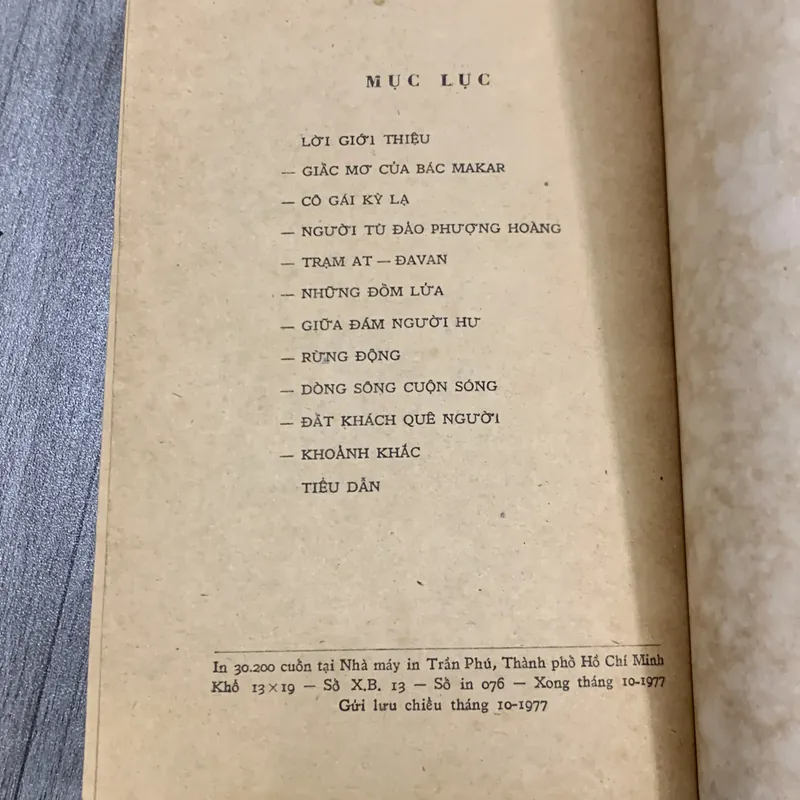 MỤC LỤC
LỜI GIỚI THIỆU
— GIẤC MƠ CỦA BÁC MAKAR
— CÔ GÁI KỲ LẠ
— NGƯỜI TÙ ĐẢO PHƯỢNG HOÀNG
— TRẠM AT — ĐAVAN
— NHỮNG ĐỐM LỬA
— GIỮA ĐÁM NGƯỜI HƯ
— RỪNG ĐỘNG
— DÒNG SÔNG CUỘN SÓNG
— ĐẤT KHÁCH QUÊ NGƯỜI
— KHOẢNH KHẮC
TIỂU DẪN
In 30.200 cuốn tại Nhà máy in Trần Phú, Thành phố Hồ Chí Minh
Khổ 13×19 — Số X.B. 13 — Số in 076 — Xong tháng 10-1977
Gửi lưu chiểu tháng 10-1977